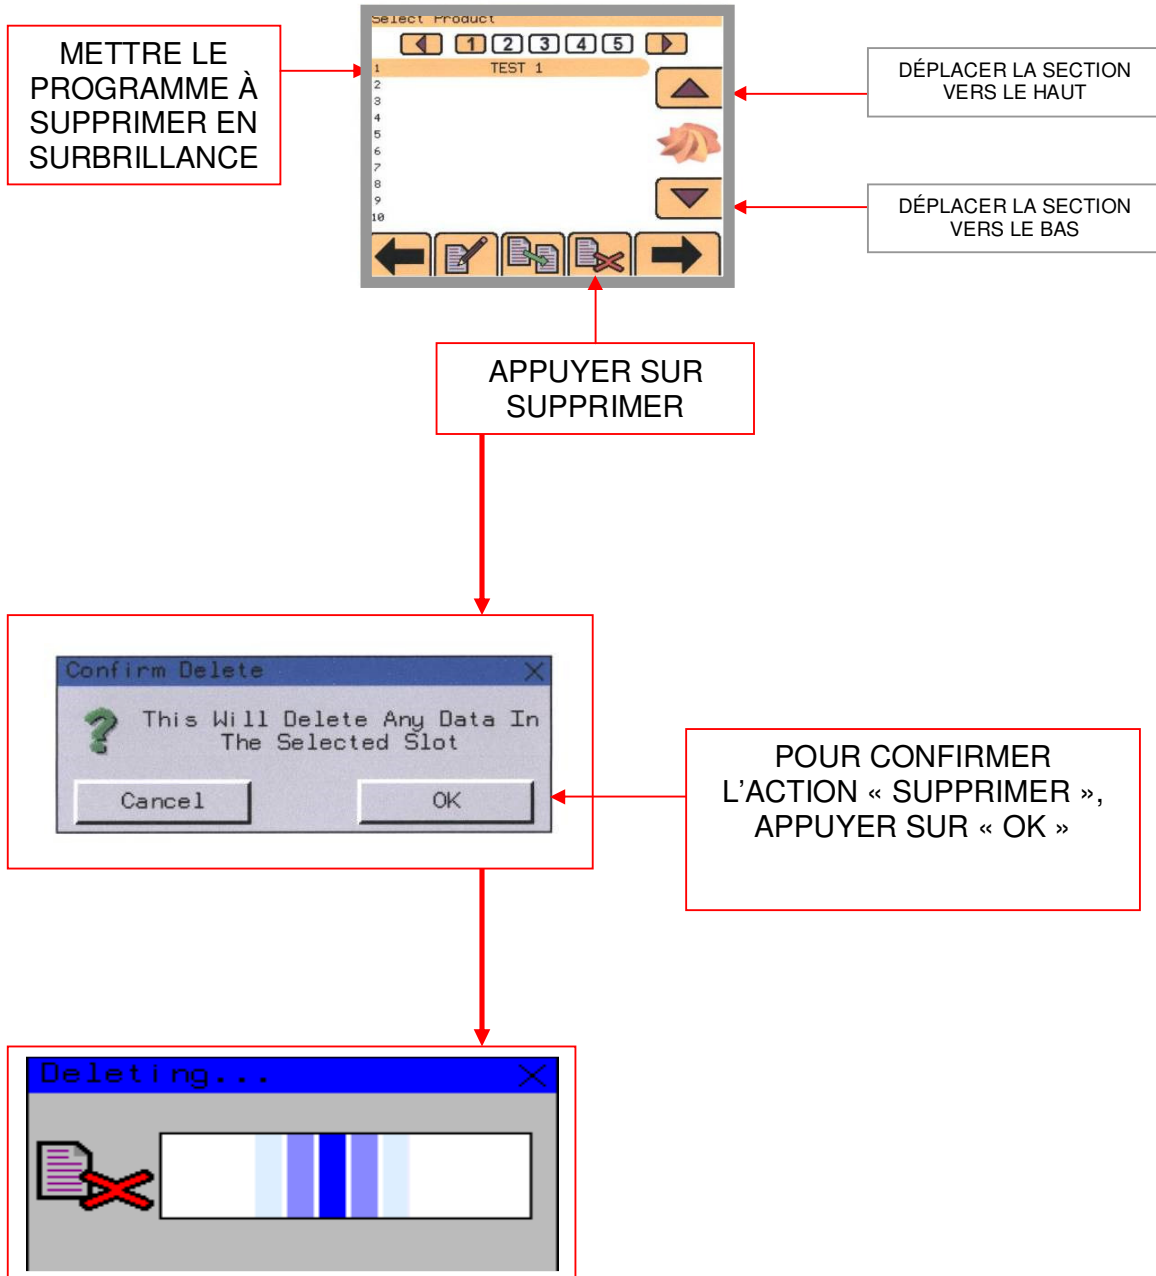 METTRE LE
PROGRAMME À
SUPPRIMER EN
SURBRILLANCE
Select Product
1 2 3 4 5
1 TEST 1
2
3
4
5
6
7
8
9
10
DÉPLACER LA SECTION
VERS LE HAUT
DÉPLACER LA SECTION
VERS LE BAS
APPUYER SUR
SUPPRIMER
Confirm Delete
This Will Delete Any Data In
The Selected Slot
Cancel OK
POUR CONFIRMER
L’ACTION « SUPPRIMER »,
APPUYER SUR « OK »
Deleting...